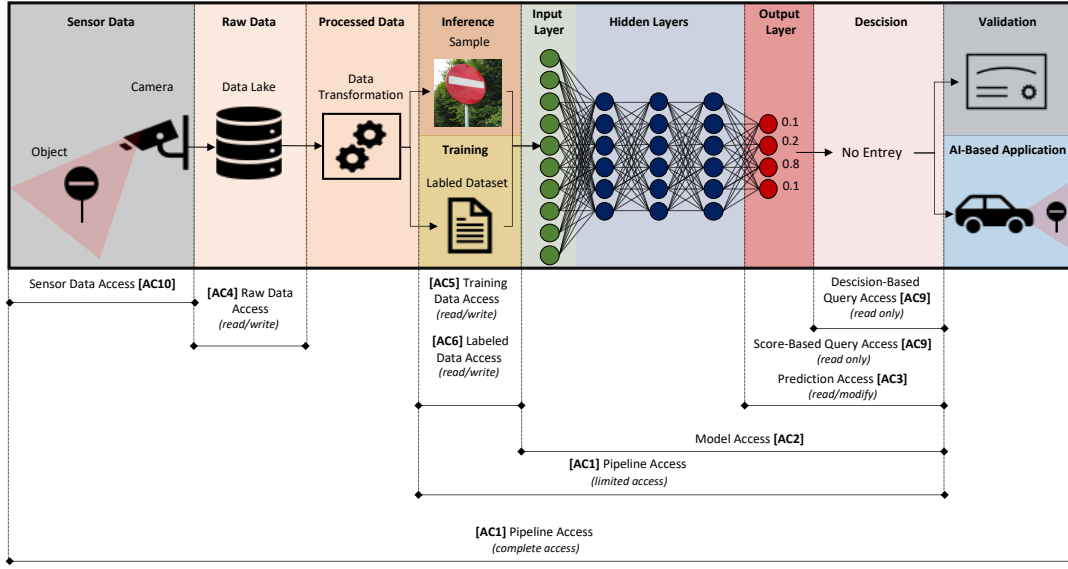 Sensor Data
Raw Data
Processed Data
Inference
Input
Layer
Hidden Layers
Output
Layer
Descision
Validation
Sample
Camera
Data Lake
Data
Transformation
Object
Training
Labled Dataset
0.1
0.2
0.8
0.1
No Entrey
AI-Based Application
Sensor Data Access [AC10]
[AC4] Raw Data
Access
(read/write)
[AC5] Training
Data Access
(read/write)
[AC6] Labeled
Data Access
(read/write)
Descision-Based
Query Access [AC9]
(read only)
Score-Based Query Access [AC9]
(read only)
Prediction Access [AC3]
(read/modify)
Model Access [AC2]
[AC1] Pipeline Access
(limited access)
[AC1] Pipeline Access
(complete access)